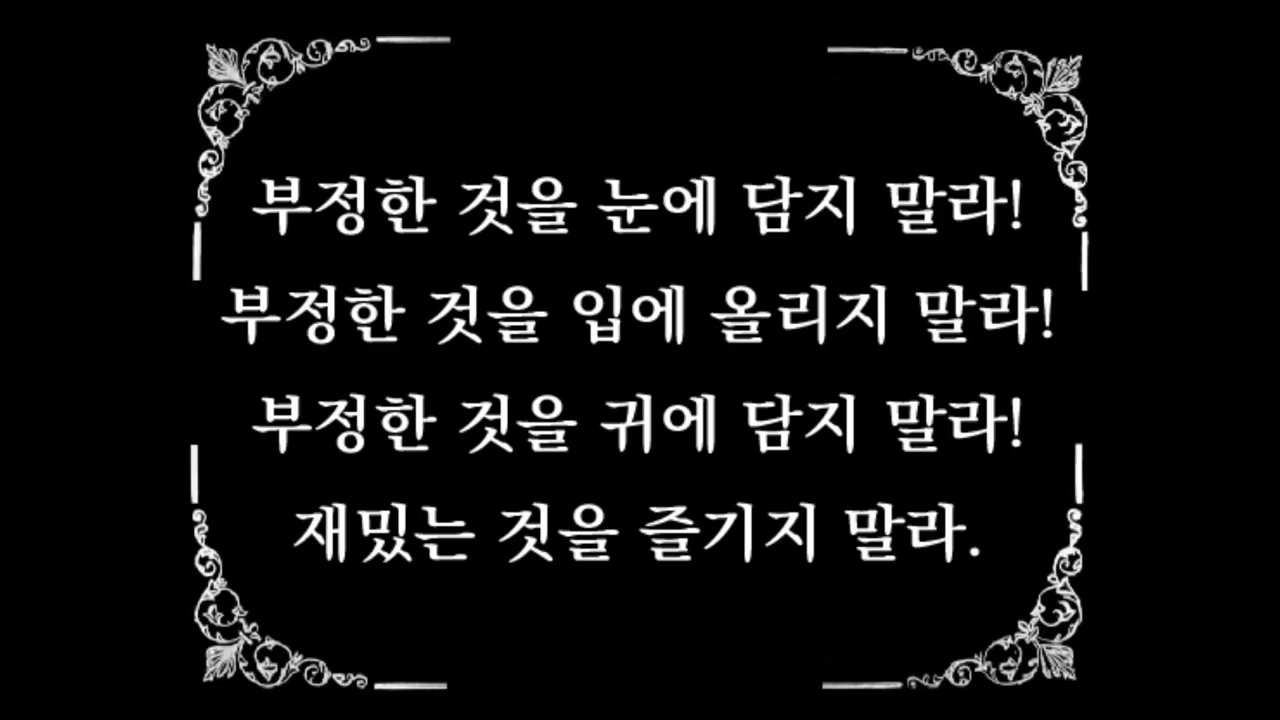 부정한 것을 눈에 담지 말라!
부정한 것을 입에 올리지 말라!
부정한 것을 귀에 담지 말라!
재밌는 것을 즐기지 말라.